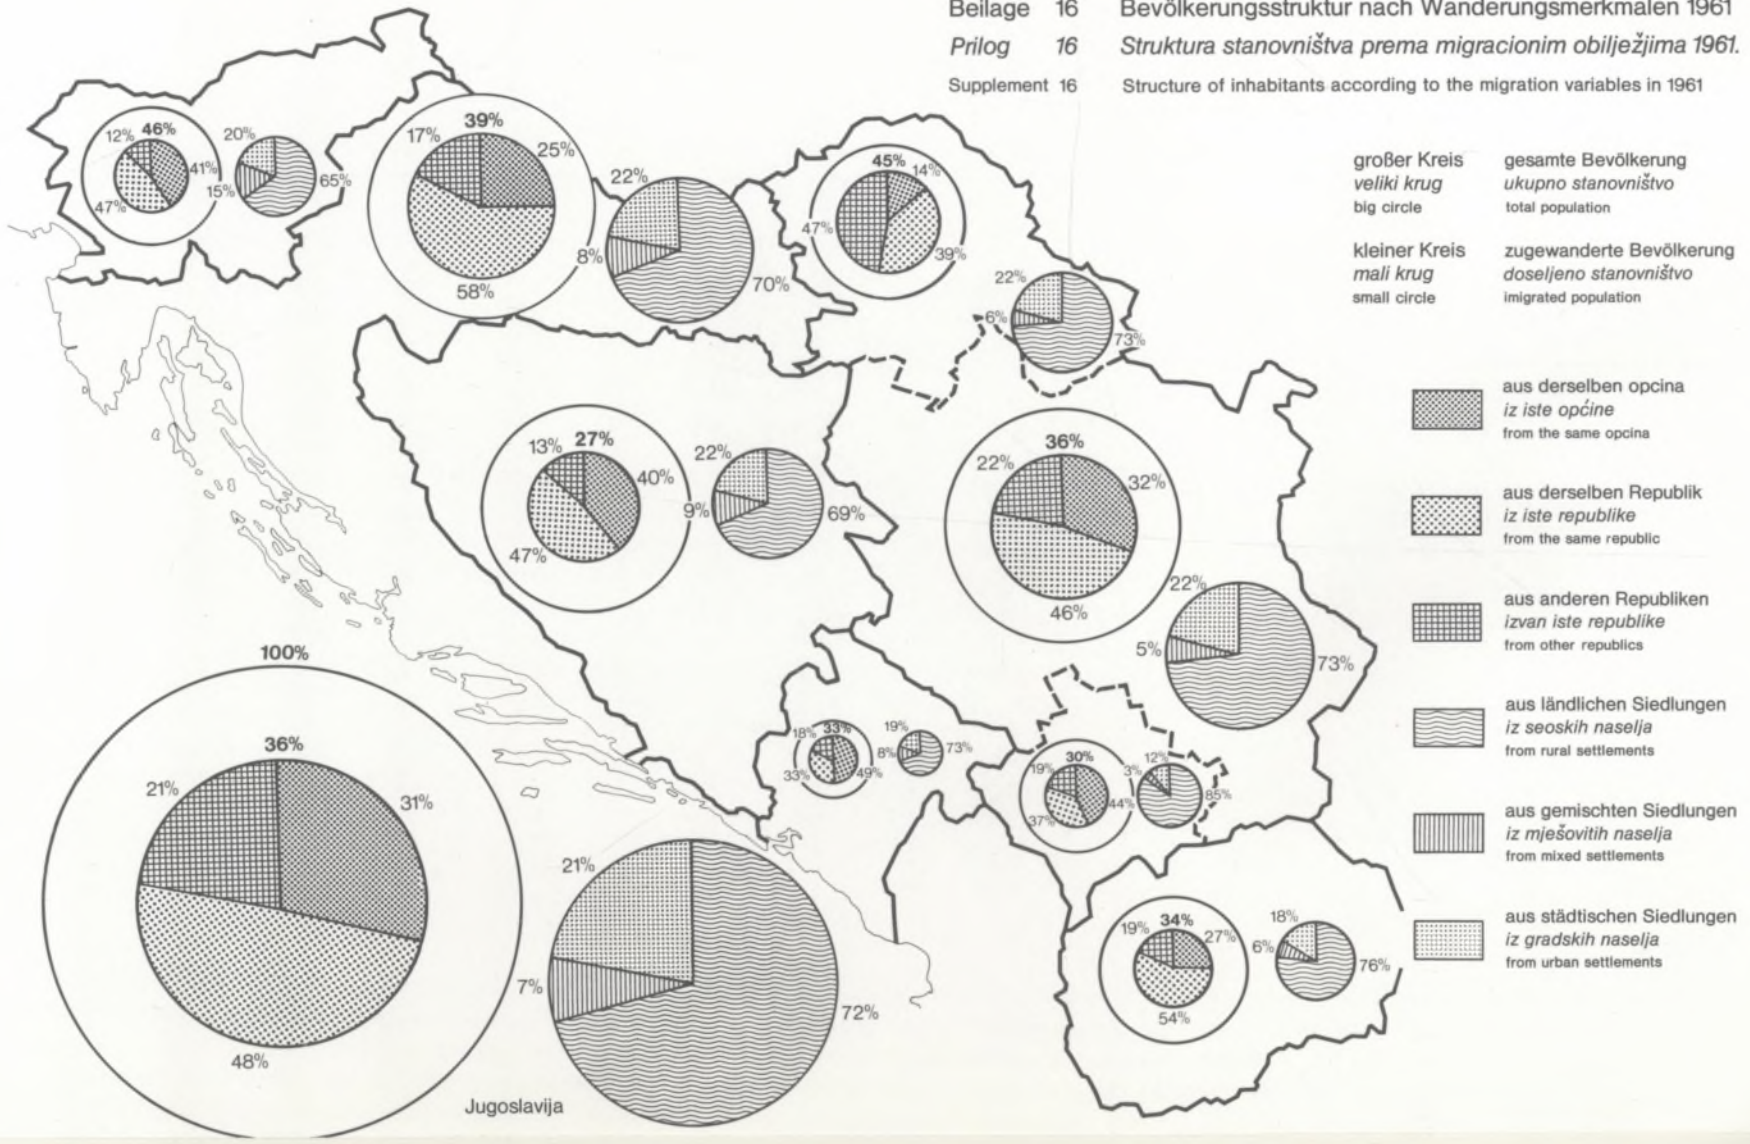 Beilage 16 Bevölkerungsstruktur nach Wanderungsmerkmalen 1961
Prilog 16 Struktura stanovništva prema migracionim obilježjima 1961.
Supplement 16 Structure of inhabitants according to the migration variables in 1961
großer Kreis gesamte Bevölkerung
veliki krug ukupno stanovništvo
big circle total population
kleiner Kreis zugewanderte Bevölkerung
mali krug doseljeno stanovništvo
small circle imigrated population
aus derselben opcina
iz iste općine
from the same opcina
aus derselben Republik
iz iste republike
from the same republic
aus anderen Republiken
izvan iste republike
from other republics
aus ländlichen Siedlungen
iz seoskih naselja
from rural settlements
aus gemischten Siedlungen
iz mješovitih naselja
from mixed settlements
aus städtischen Siedlungen
iz gradskih naselja
from urban settlements
12% 46% 41% 47%
20% 15% 65%
17% 39% 25% 58%
22% 8% 70%
45% 14% 47% 39%
22% 6% 73%
13% 27% 40% 47%
22% 9% 69%
36% 22% 32% 46%
22% 5% 73%
18% 33% 33% 49%
19% 8% 73%
30% 19% 44% 37%
12% 3% 85%
19% 34% 27% 54%
18% 6% 76%
100%
36% 21% 31% 48%
21% 7% 72%
Jugoslavija